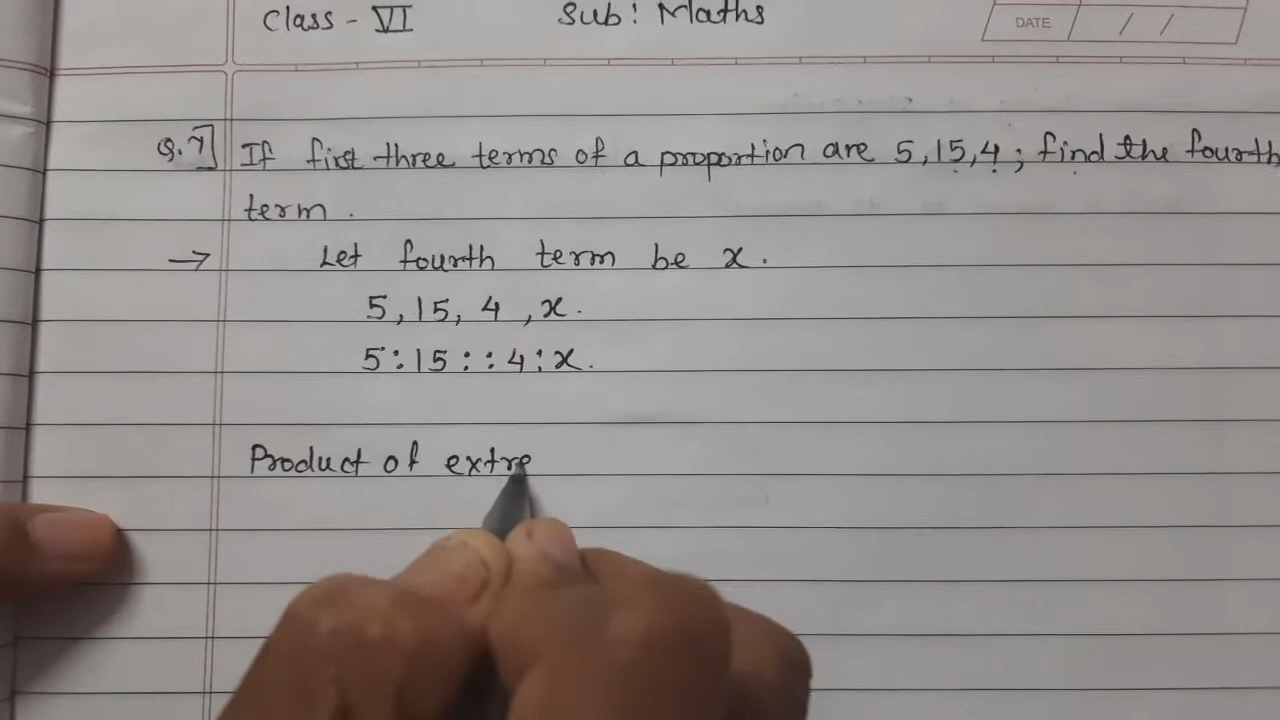 Class - VI Sub: Maths
DATE / /
Q.7] If first three terms of a proportion are 5,15,4; find the fourth
term.
→ Let fourth term be x.
5,15, 4 ,x.
5:15::4:x.
Product of extre